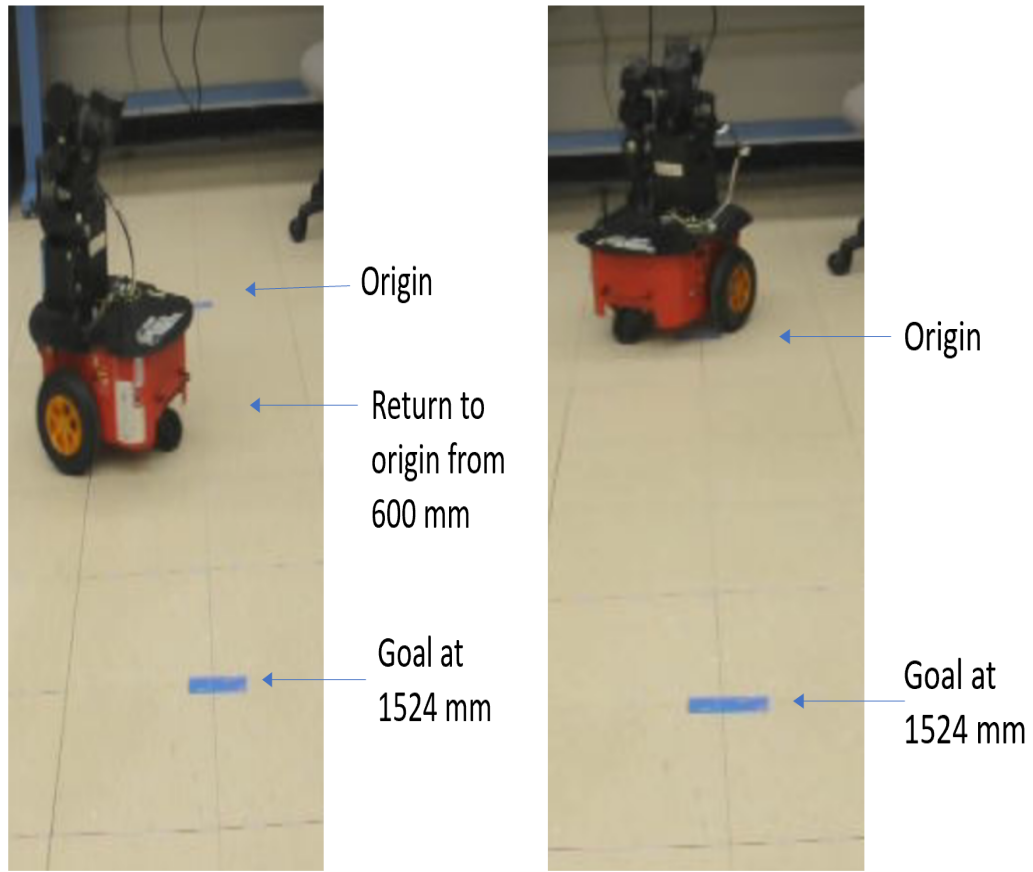 Origin
Return to
origin from
600 mm
Goal at
1524 mm
Origin
Goal at
1524 mm